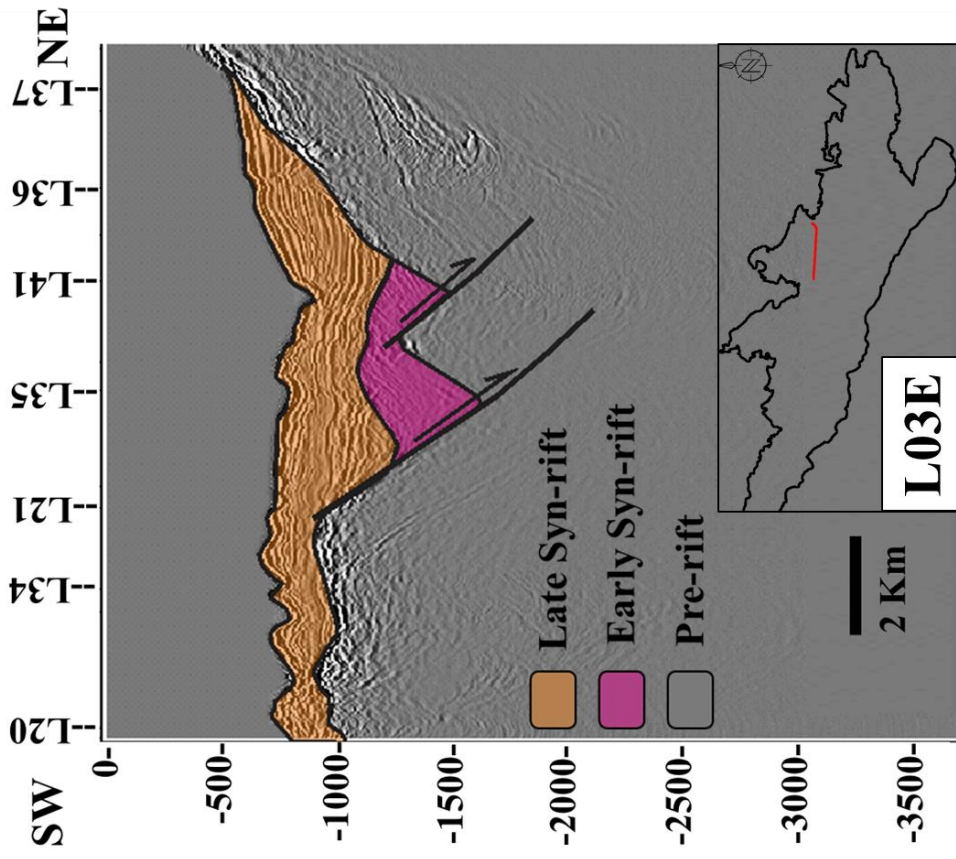 SW
NE
L20--
L34--
L21--
L35--
L41--
L36--
L37--
0-
-500-
-1000-
-1500-
-2000-
-2500-
-3000-
-3500-
Late Syn-rift
Early Syn-rift
Pre-rift
2 Km
L03E
N